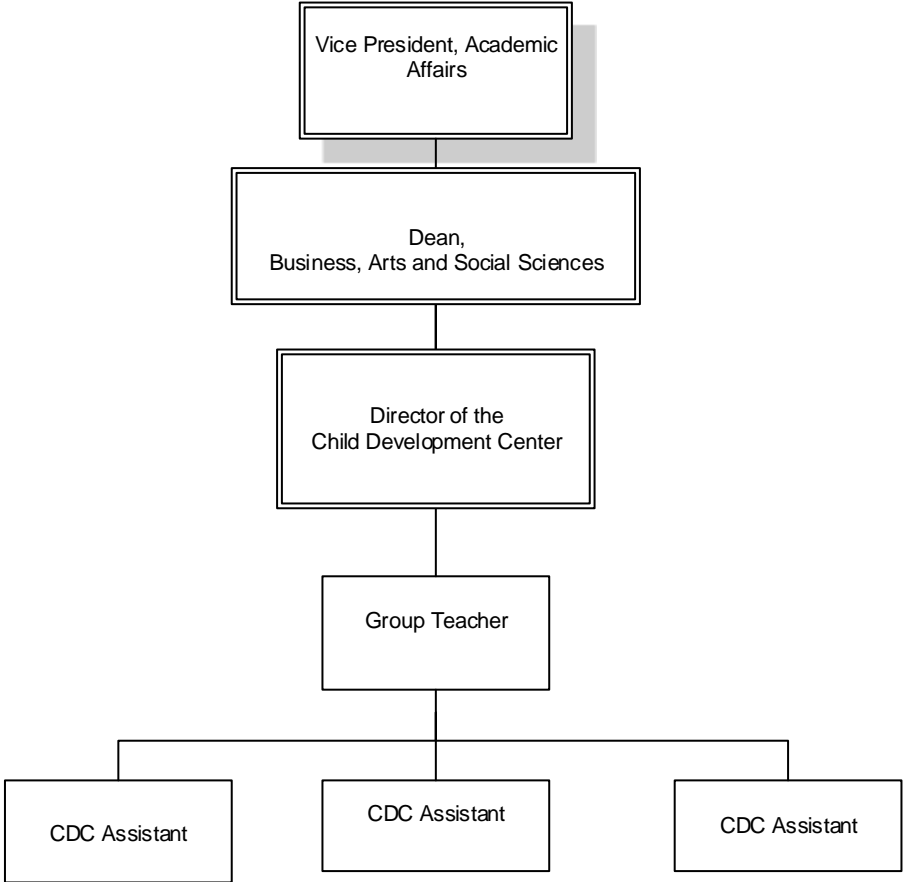 Vice President, Academic
Affairs
Dean,
Business, Arts and Social Sciences
Director of the
Child Development Center
Group Teacher
CDC Assistant
CDC Assistant
CDC Assistant